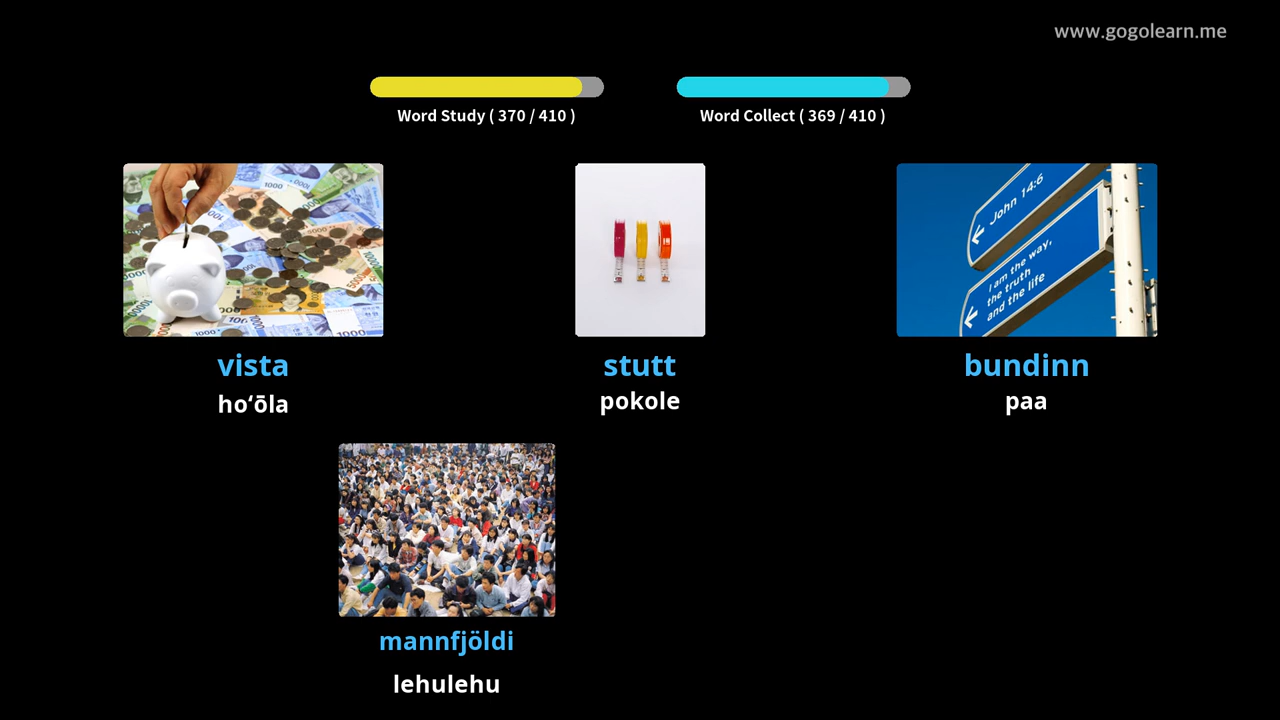 www.gogolearn.me
Word Study ( 370 / 410 )
Word Collect ( 369 / 410 )
John 14:6
I am the way,
the truth
and the life
vista
hoʻōla
stutt
pokole
bundinn
paa
mannfjöldi
lehulehu